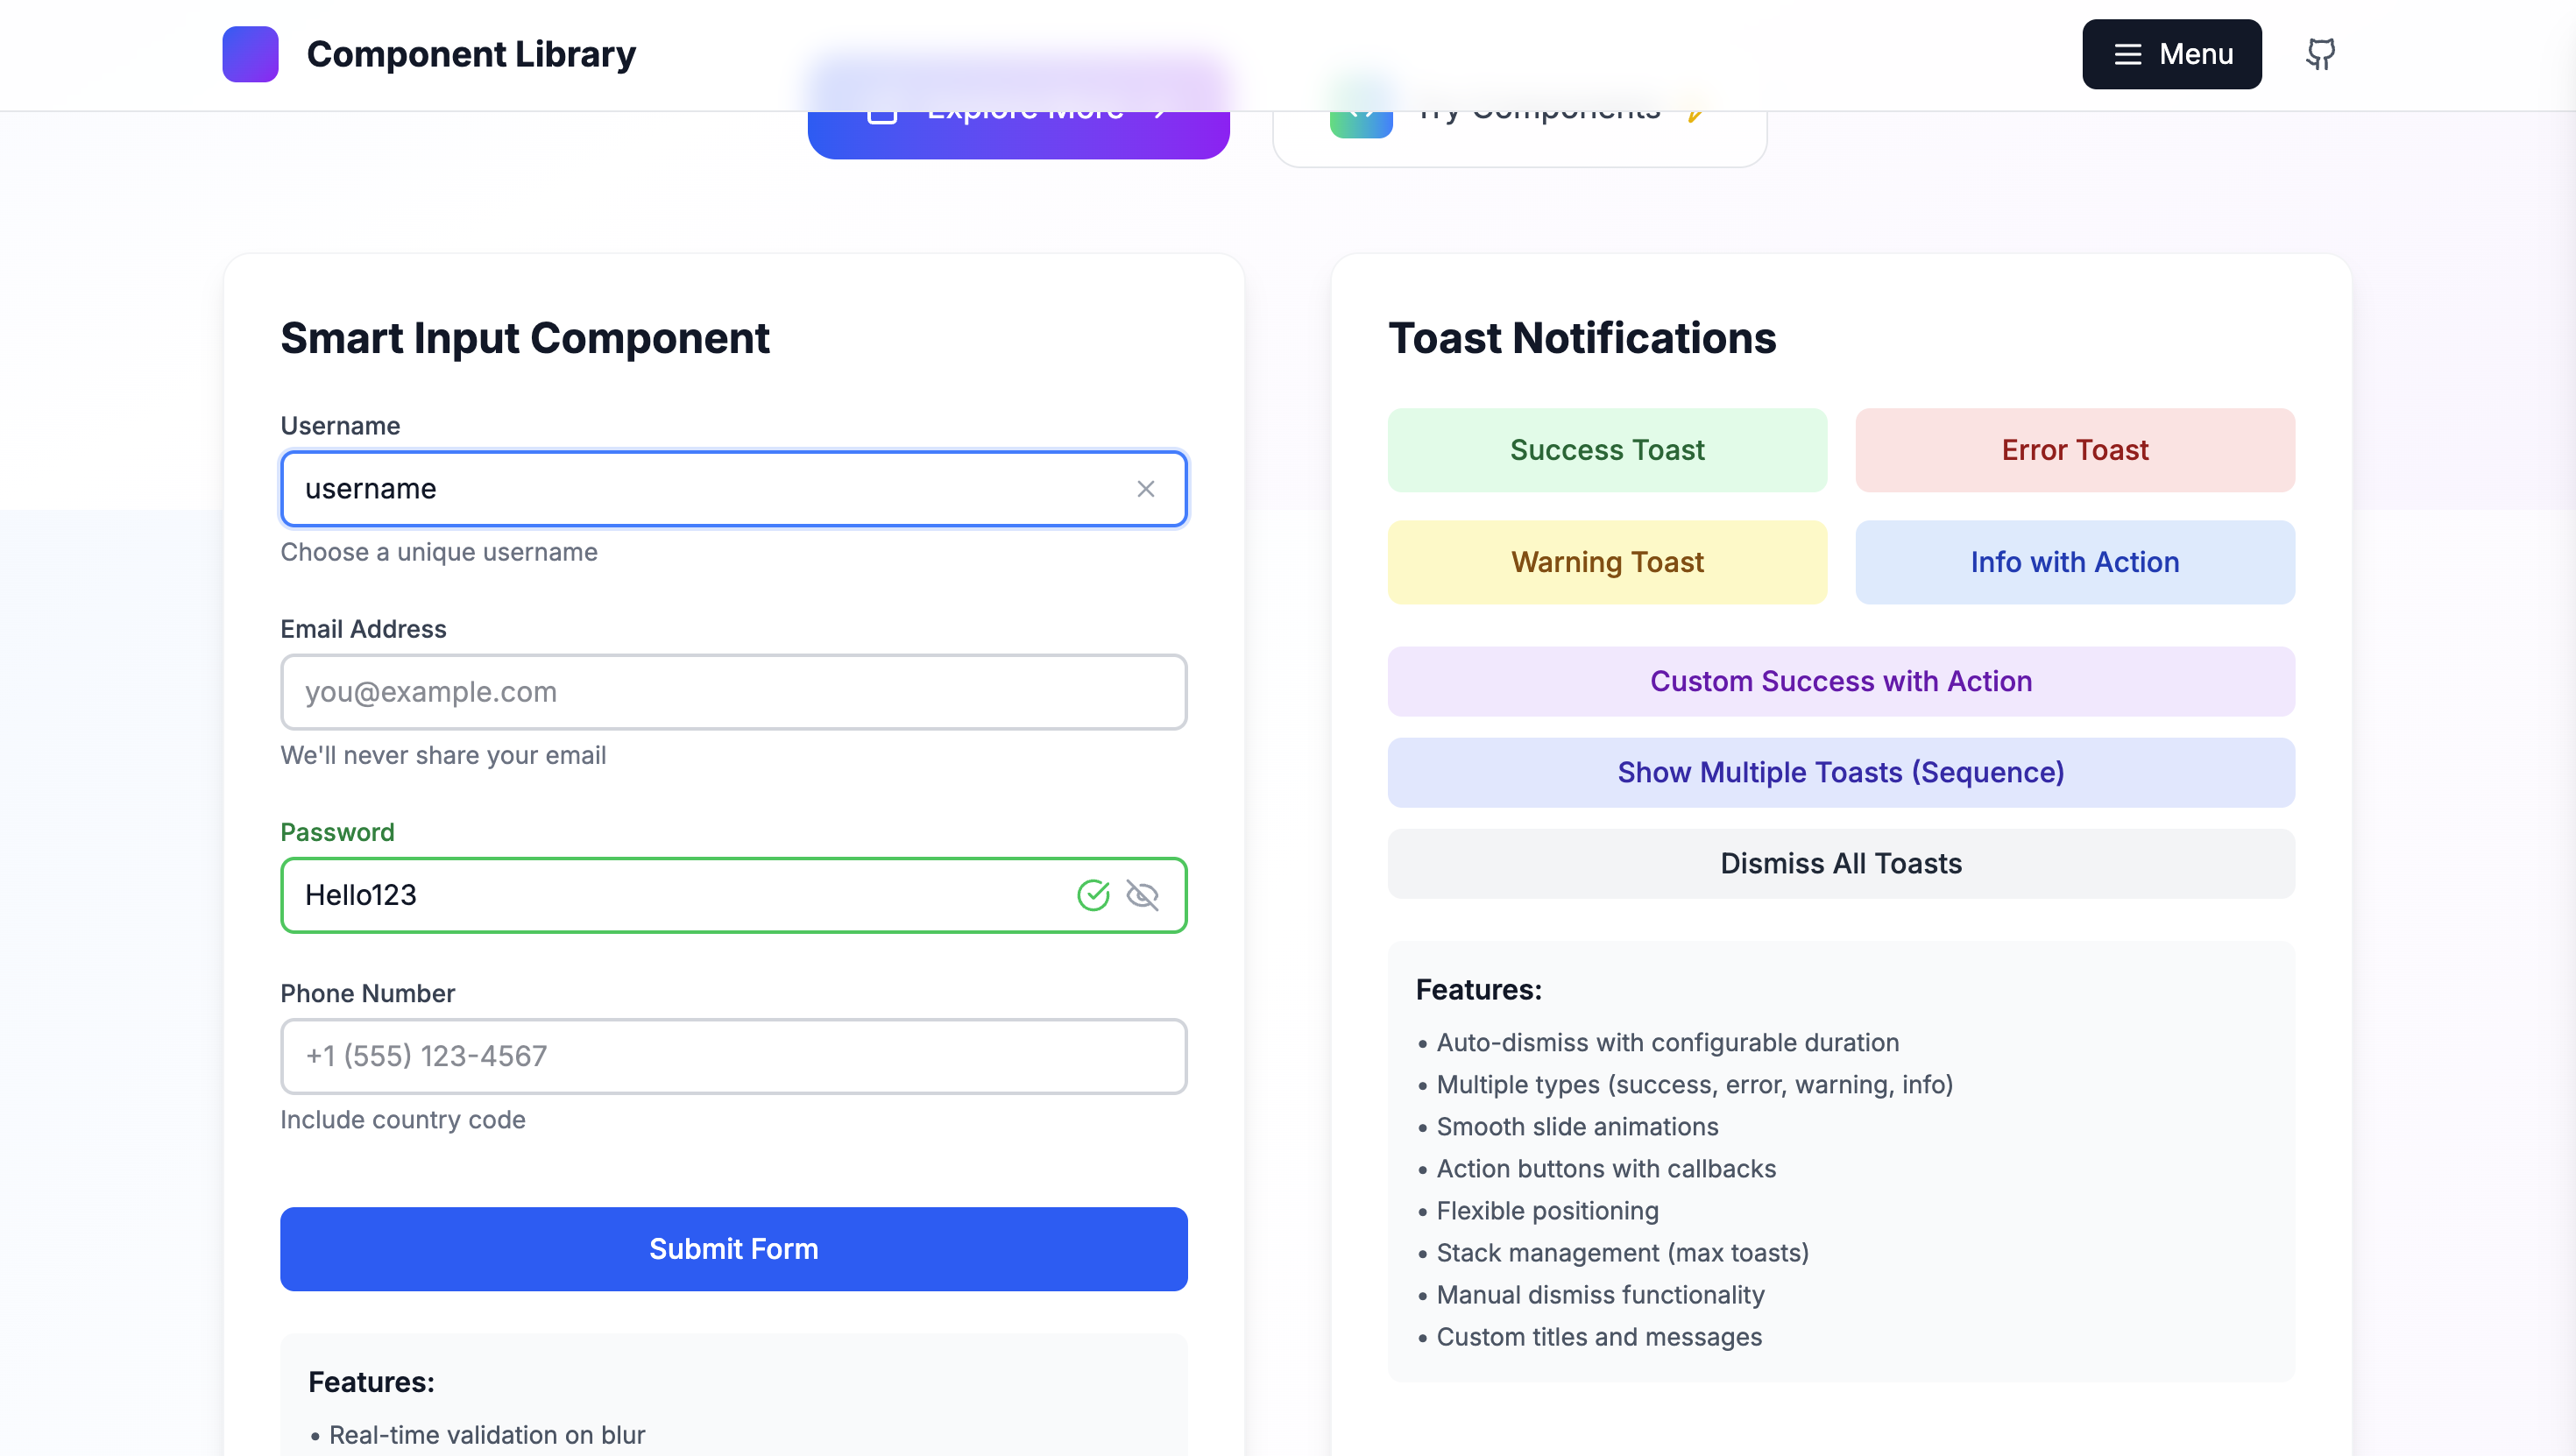 Component Library
Menu
Explore More
Try Components
Smart Input Component
Username
username
Choose a unique username
Email Address
you@example.com
We'll never share your email
Password
Hello123
Phone Number
+1 (555) 123-4567
Include country code
Submit Form
Features:
• Real-time validation on blur
Toast Notifications
Success Toast
Error Toast
Warning Toast
Info with Action
Custom Success with Action
Show Multiple Toasts (Sequence)
Dismiss All Toasts
Features:
• Auto-dismiss with configurable duration
• Multiple types (success, error, warning, info)
• Smooth slide animations
• Action buttons with callbacks
• Flexible positioning
• Stack management (max toasts)
• Manual dismiss functionality
• Custom titles and messages